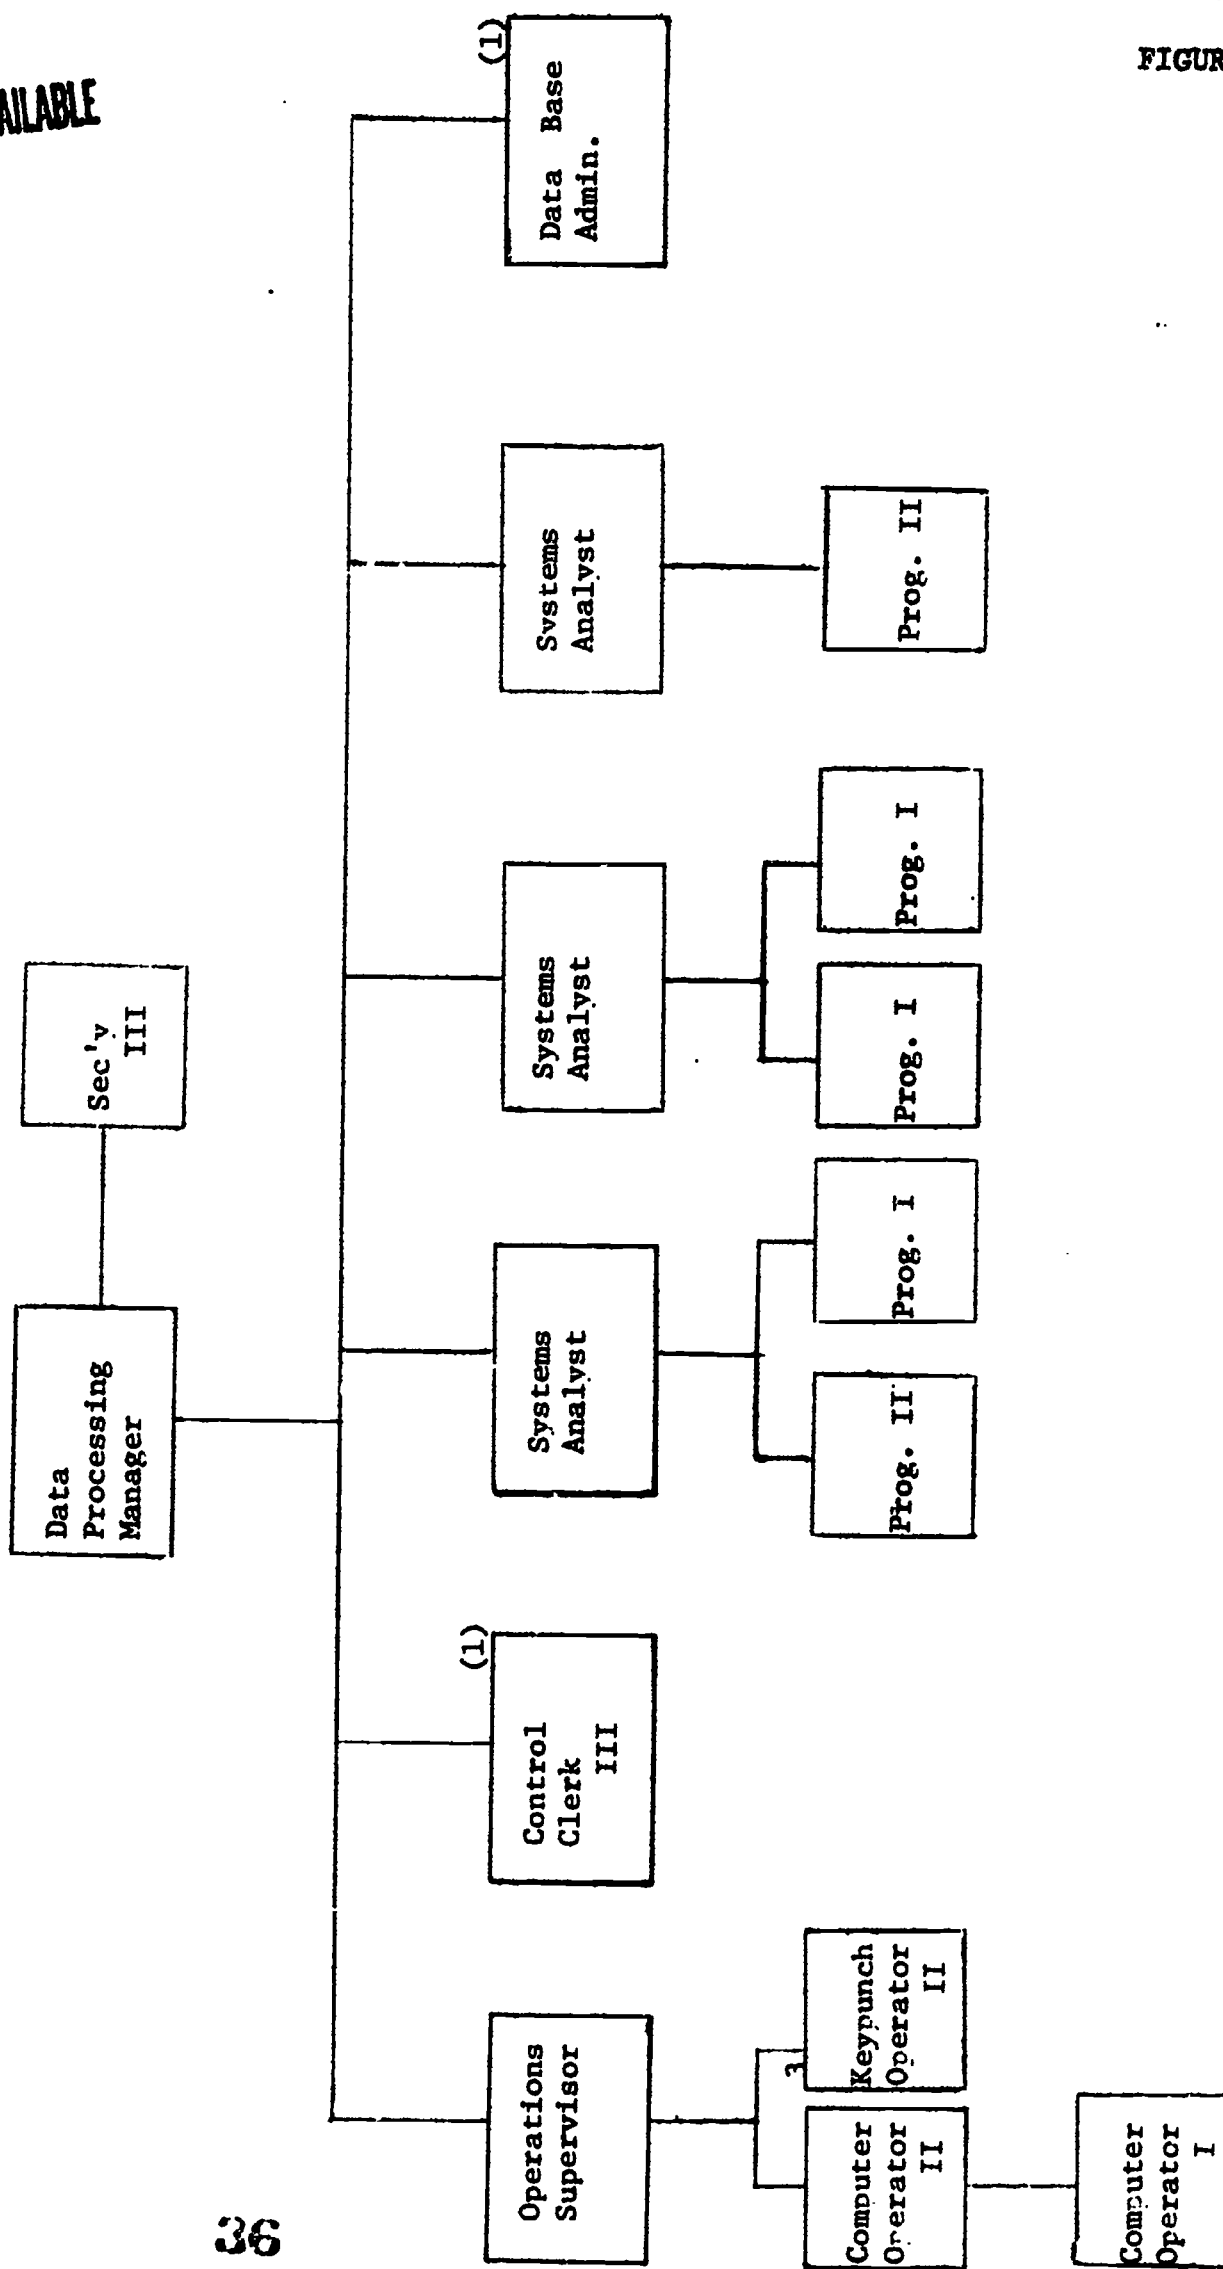 AILABLE
FIGUR
Data
Processing
Manager
Sec'y
III
Operations
Supervisor
Control
Clerk
III
(1)
Systems
Analyst
Systems
Analyst
Systems
Analyst
Data Base
Admin.
(1)
Computer
Operator
II
3
Keypunch
Operator
II
Prog. II
Prog. I
Prog. I
Prog. I
Prog. II
Computer
Operator
I
36